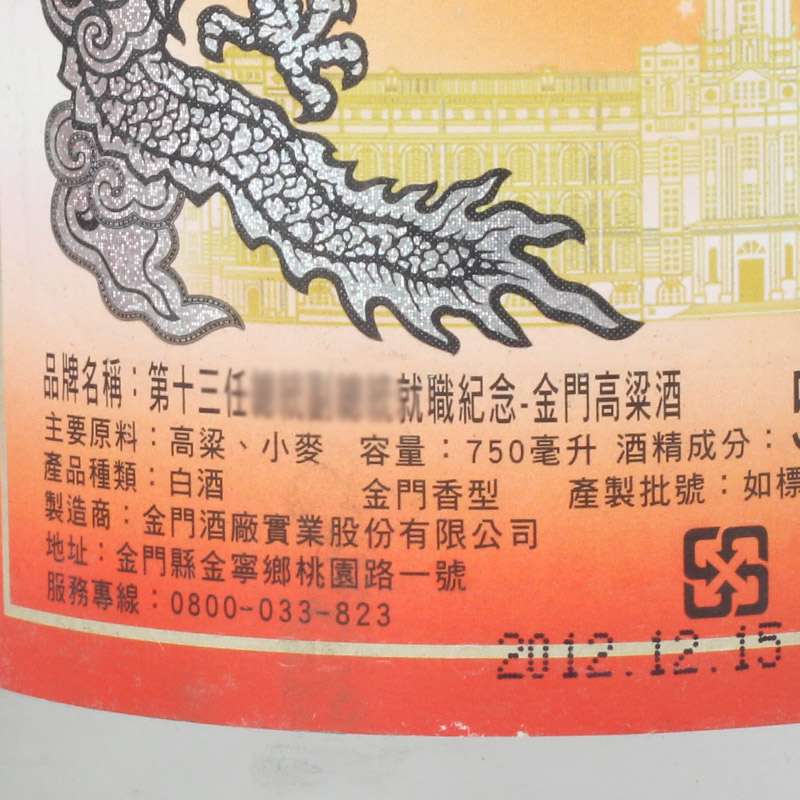 品牌名稱：第十三任 就職紀念-金門高粱酒
主要原料：高粱、小麥 容量：750毫升 酒精成分：
產品種類：白酒 金門香型 產製批號：如標
製造商：金門酒廠實業股份有限公司
地址：金門縣金寧鄉桃園路一號
服務專線：0800-033-823
2012.12.15